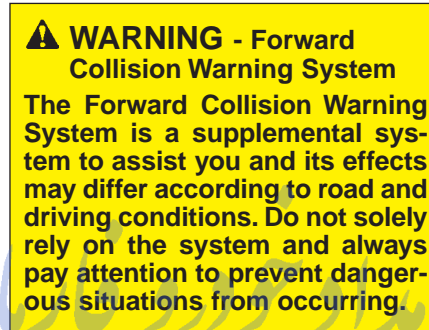 WARNING - Forward
Collision Warning System
The Forward Collision Warning
System is a supplemental sys-
tem to assist you and its effects
may differ according to road and
driving conditions. Do not solely
rely on the system and always
pay attention to prevent danger-
ous situations from occurring.